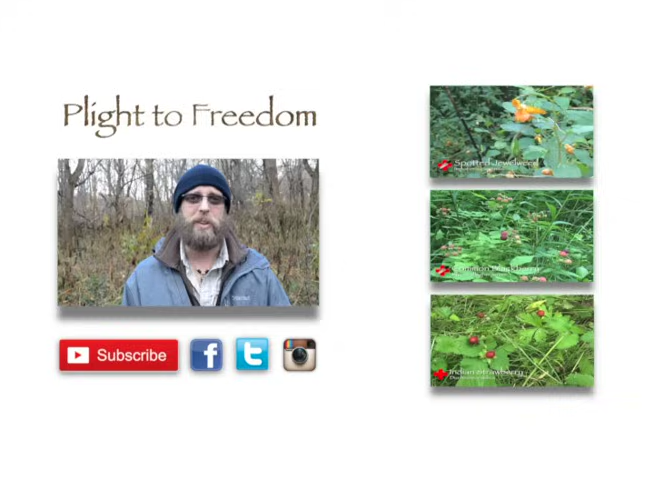 Plight to Freedom
Subscribe
Spotted Jewelweed
Common Blackberry
Indian Strawberry